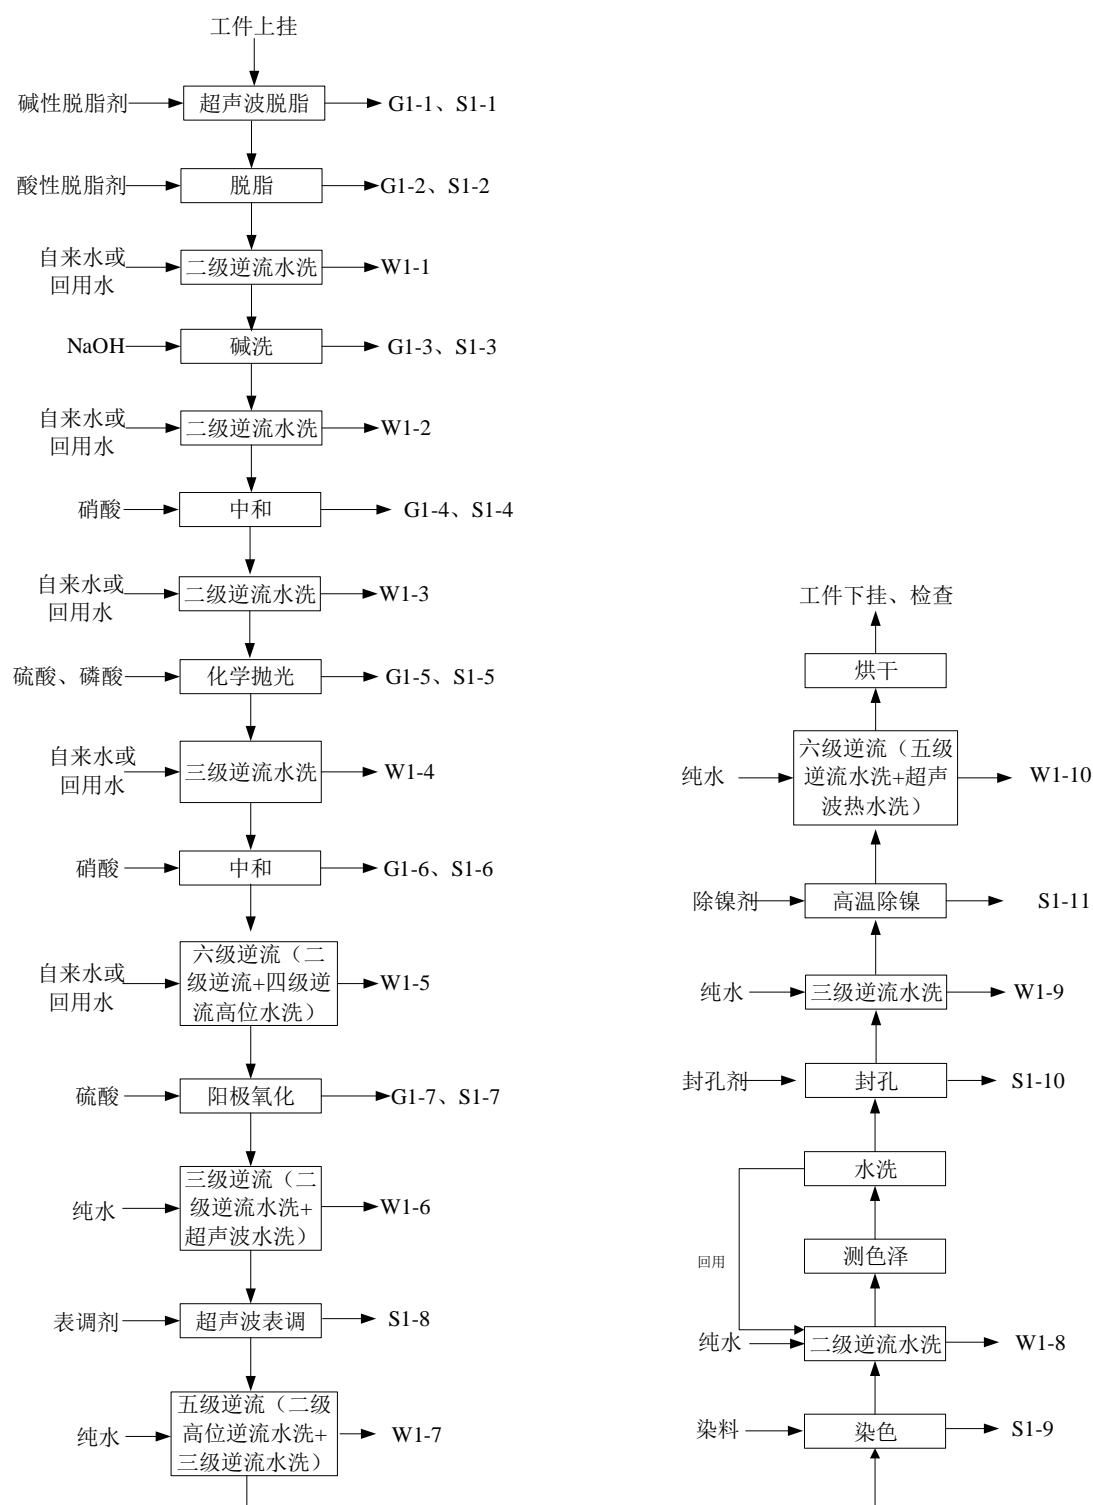 工件上挂
碱性脱脂剂
超声波脱脂
G1-1、S1-1
酸性脱脂剂
脱脂
G1-2、S1-2
自来水或
回用水
二级逆流水洗
W1-1
NaOH
碱洗
G1-3、S1-3
自来水或
回用水
二级逆流水洗
W1-2
硝酸
中和
G1-4、S1-4
自来水或
回用水
二级逆流水洗
W1-3
硫酸、磷酸
化学抛光
G1-5、S1-5
自来水或
回用水
三级逆流水洗
W1-4
硝酸
中和
G1-6、S1-6
自来水或
回用水
六级逆流（二
级逆流+四级逆
流高位水洗）
W1-5
硫酸
阳极氧化
G1-7、S1-7
纯水
三级逆流（二
级逆流水洗+
超声波水洗）
W1-6
表调剂
超声波表调
S1-8
纯水
五级逆流（二级
高位逆流水洗+
三级逆流水洗）
W1-7
工件下挂、检查
烘干
纯水
六级逆流（五级
逆流水洗+超声
波热水洗）
W1-10
除镍剂
高温除镍
S1-11
纯水
三级逆流水洗
W1-9
封孔剂
封孔
S1-10
水洗
回用
测色泽
纯水
二级逆流水洗
W1-8
染料
染色
S1-9